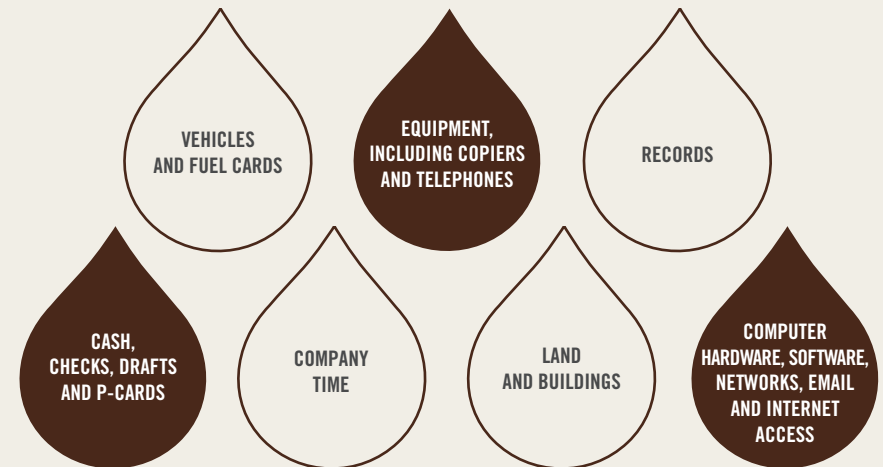 VEHICLES
AND FUEL CARDS
EQUIPMENT,
INCLUDING COPIERS
AND TELEPHONES
RECORDS
CASH,
CHECKS, DRAFTS
AND P-CARDS
COMPANY
TIME
LAND
AND BUILDINGS
COMPUTER
HARDWARE, SOFTWARE,
NETWORKS, EMAIL
AND INTERNET
ACCESS